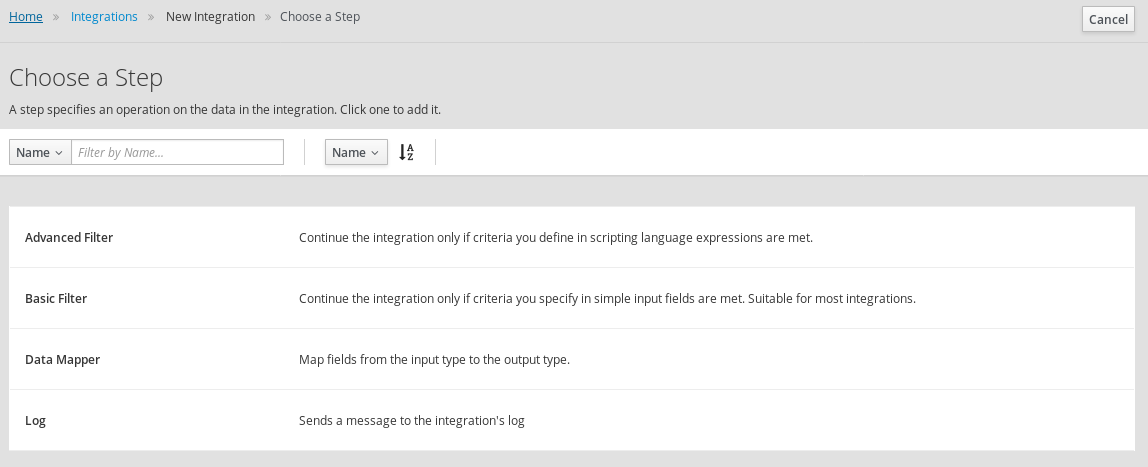 Home » Integrations » New Integration » Choose a Step Cancel
Choose a Step
A step specifies an operation on the data in the integration. Click one to add it.
Name Filter by Name... Name A Z
Advanced Filter Continue the integration only if criteria you define in scripting language expressions are met.
Basic Filter Continue the integration only if criteria you specify in simple input fields are met. Suitable for most integrations.
Data Mapper Map fields from the input type to the output type.
Log Sends a message to the integration's log